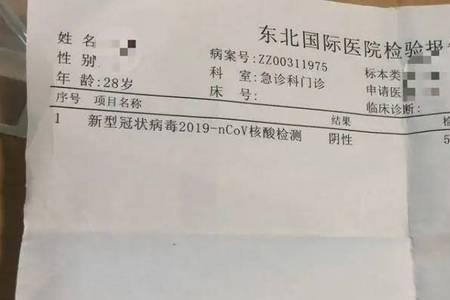 东北国际医院检验报
姓名
病案号:ZZ00311975
标本类
性别
科 室:急诊科门诊
申请医
年 龄:28岁
床 号:
临床诊断:
序号 项目名称 结果
1 新型冠状病毒2019-nCoV核酸检测 阴性 5